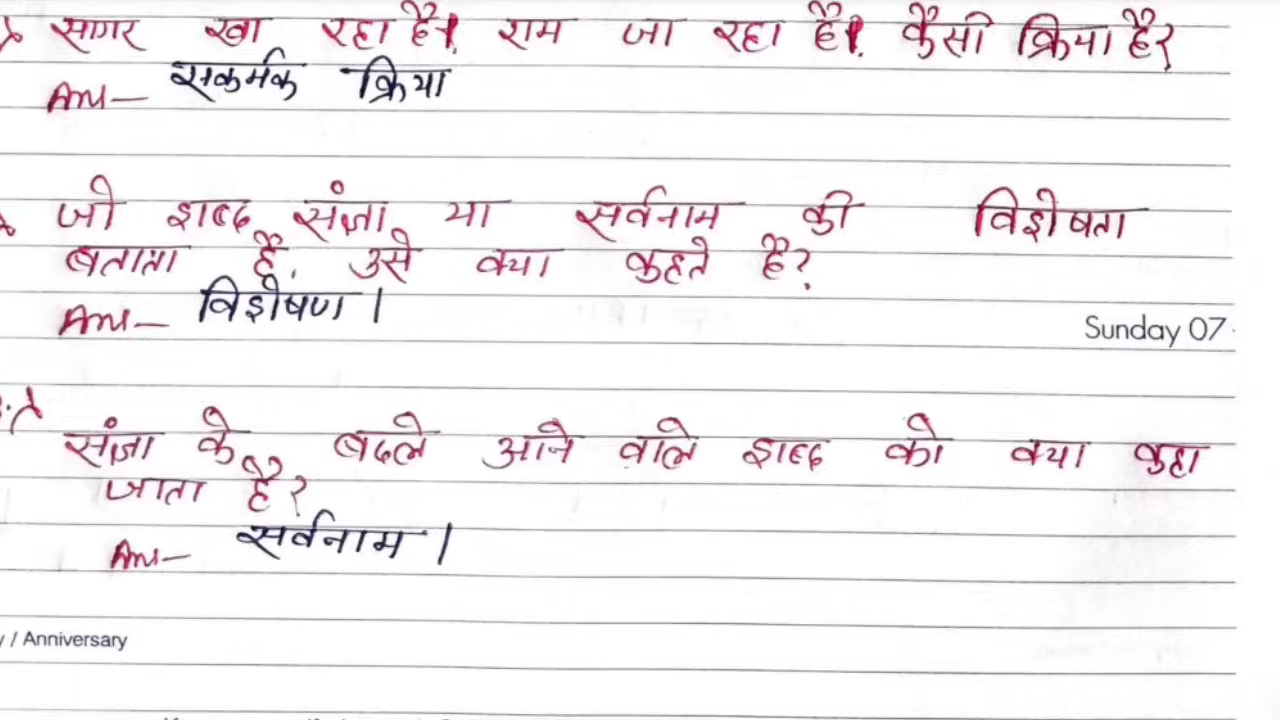 सागर खा रहा है। राम जा रहा है। कैसी क्रिया है?
Ans— सकर्मक क्रिया
जो शब्द संज्ञा या सर्वनाम की विशेषता
बताता है, उसे क्या कहते है?
Ans— विशेषण।
Sunday 07
संज्ञा के बदले आने वाले शब्द को क्या कहा
जाता है?
Ans— सर्वनाम।
/ Anniversary